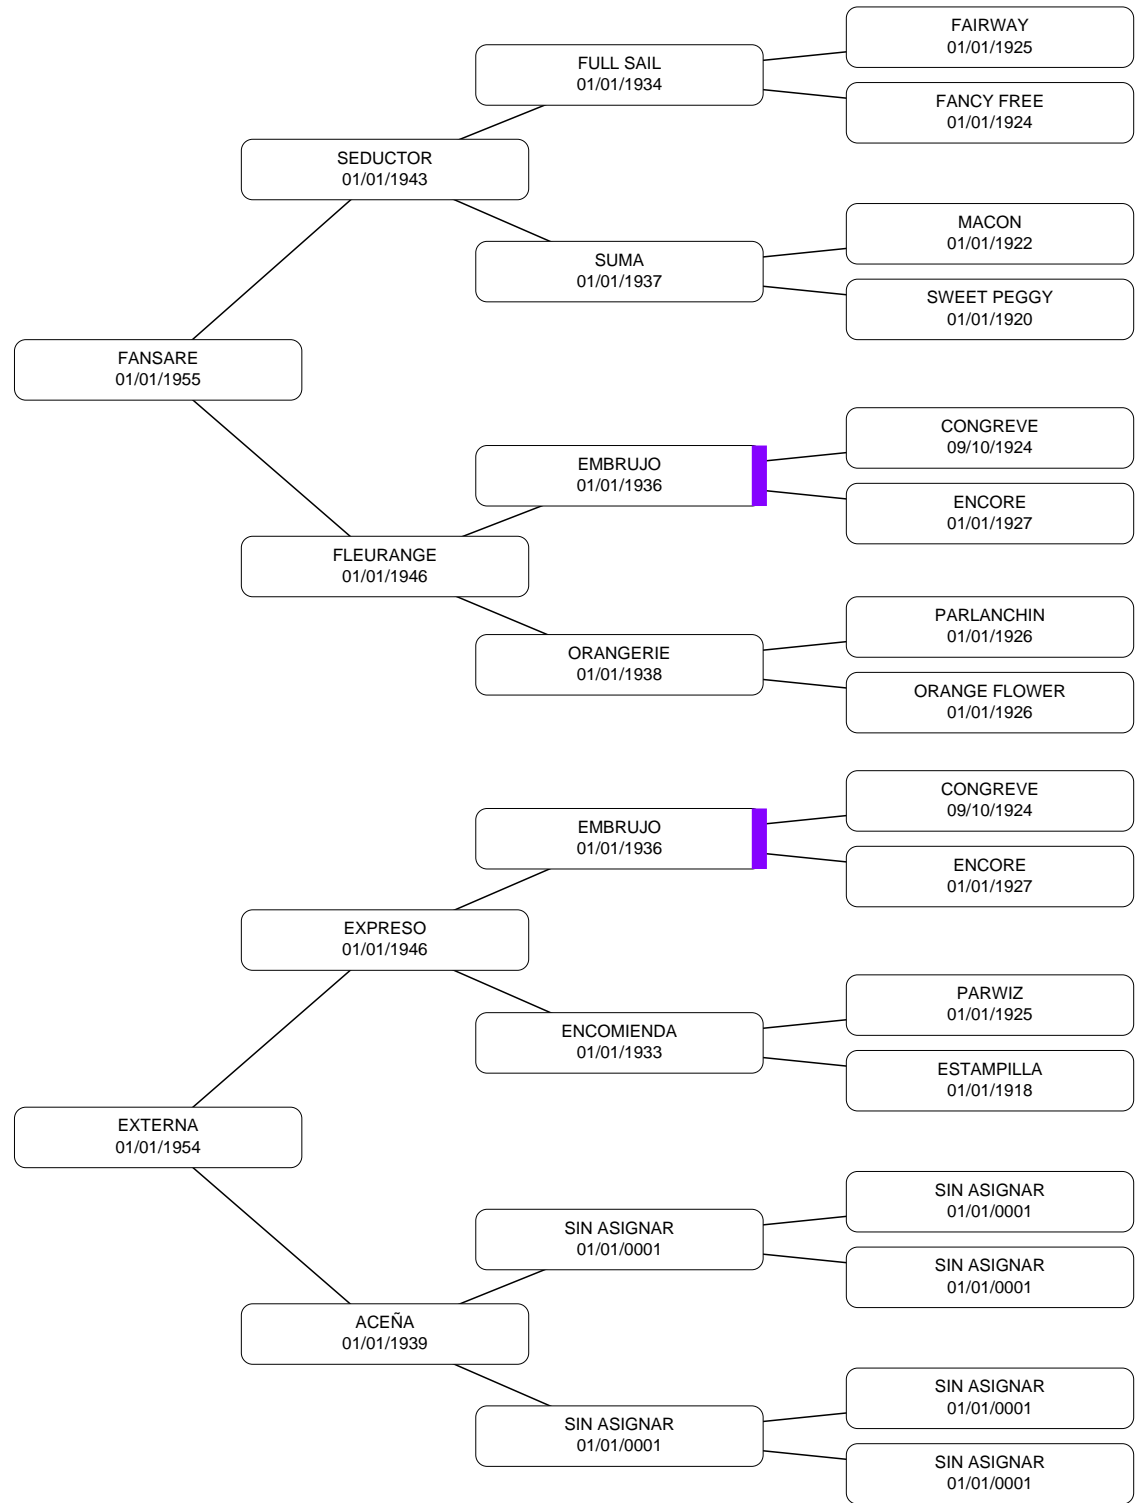 FAIRWAY
01/01/1925
FULL SAIL
01/01/1934
FANCY FREE
01/01/1924
SEDUCTOR
01/01/1943
MACON
01/01/1922
SUMA
01/01/1937
SWEET PEGGY
01/01/1920
FANSARE
01/01/1955
CONGREVE
09/10/1924
EMBRUJO
01/01/1936
ENCORE
01/01/1927
FLEURANGE
01/01/1946
PARLANCHIN
01/01/1926
ORANGERIE
01/01/1938
ORANGE FLOWER
01/01/1926
CONGREVE
09/10/1924
EMBRUJO
01/01/1936
ENCORE
01/01/1927
EXPRESO
01/01/1946
PARWIZ
01/01/1925
ENCOMIENDA
01/01/1933
ESTAMPILLA
01/01/1918
EXTERNA
01/01/1954
SIN ASIGNAR
01/01/0001
SIN ASIGNAR
01/01/0001
SIN ASIGNAR
01/01/0001
ACEÑA
01/01/1939
SIN ASIGNAR
01/01/0001
SIN ASIGNAR
01/01/0001
SIN ASIGNAR
01/01/0001